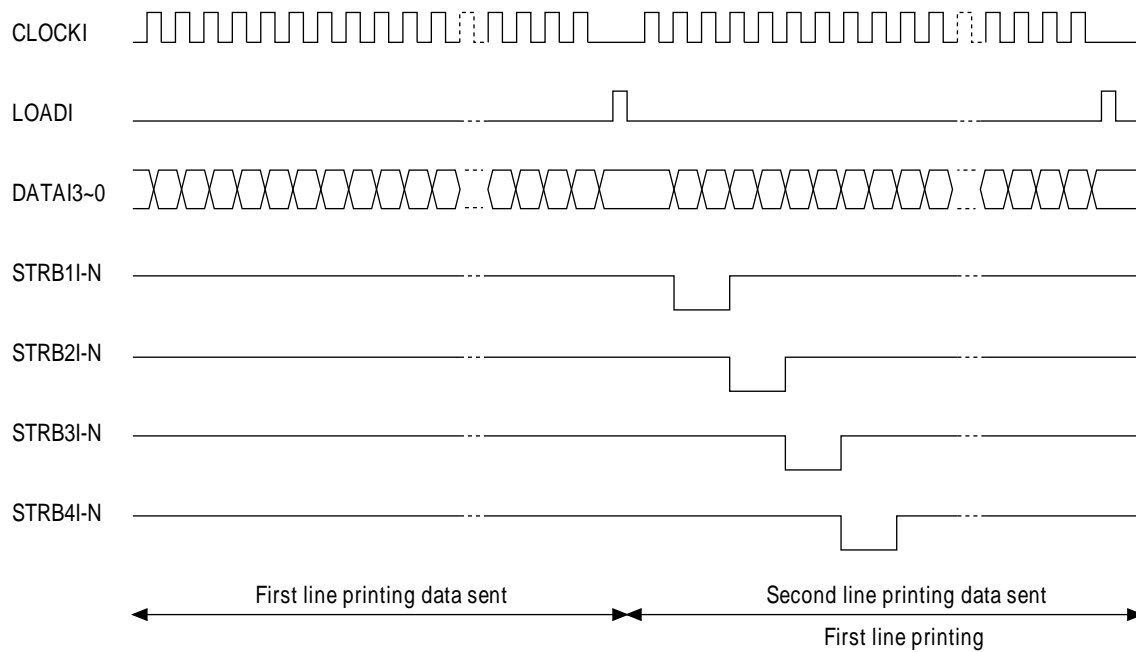 CLOCKI
LOADI
DATAI3~0
STRB1I-N
STRB2I-N
STRB3I-N
STRB4I-N
First line printing data sent
Second line printing data sent
First line printing